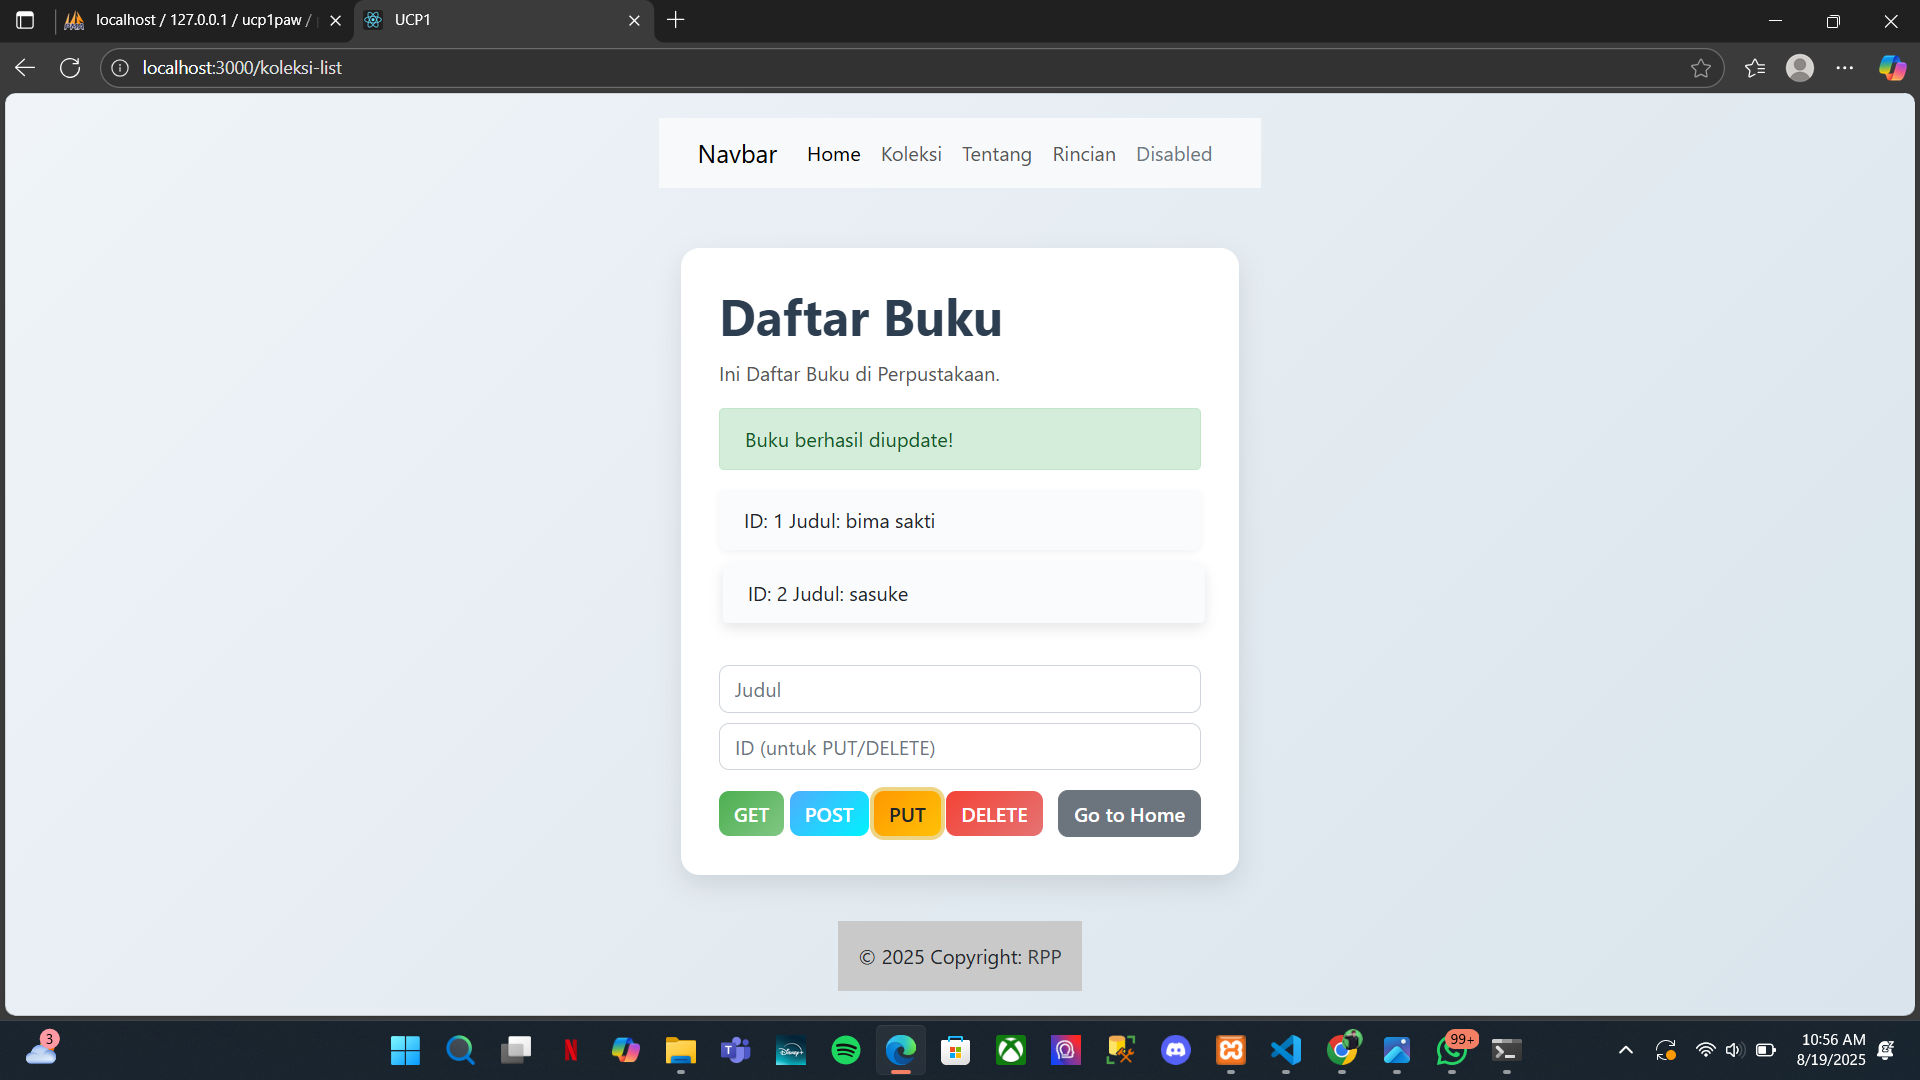 localhost / 127.0.0.1 / ucp1paw /
UCP1
localhost:3000/koleksi-list
Navbar Home Koleksi Tentang Rincian Disabled
Daftar Buku
Ini Daftar Buku di Perpustakaan.
Buku berhasil diupdate!
ID: 1 Judul: bima sakti
ID: 2 Judul: sasuke
Judul
ID (untuk PUT/DELETE)
GET POST PUT DELETE Go to Home
© 2025 Copyright: RPP
3
99+
10:56 AM
8/19/2025